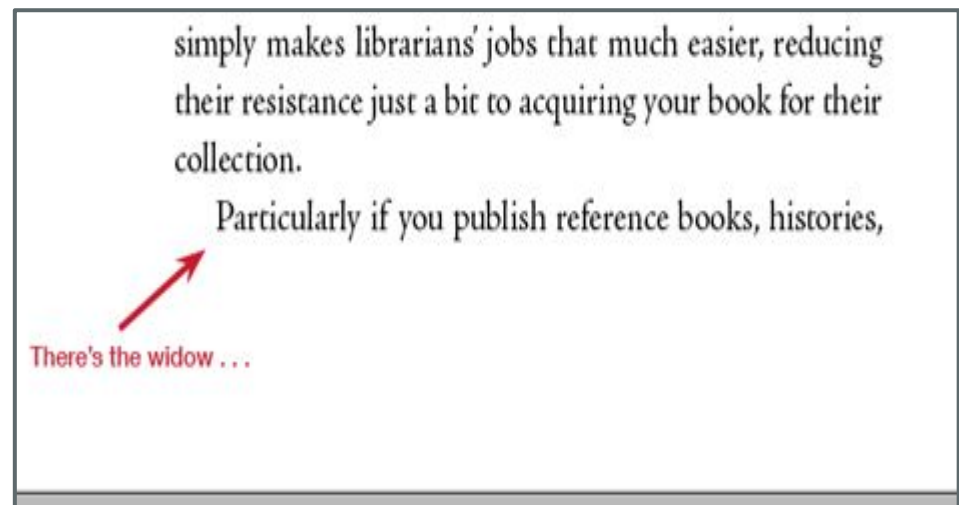 simply makes librarians' jobs that much easier, reducing
their resistance just a bit to acquiring your book for their
collection.
Particularly if you publish reference books, histories,
There's the widow . . .